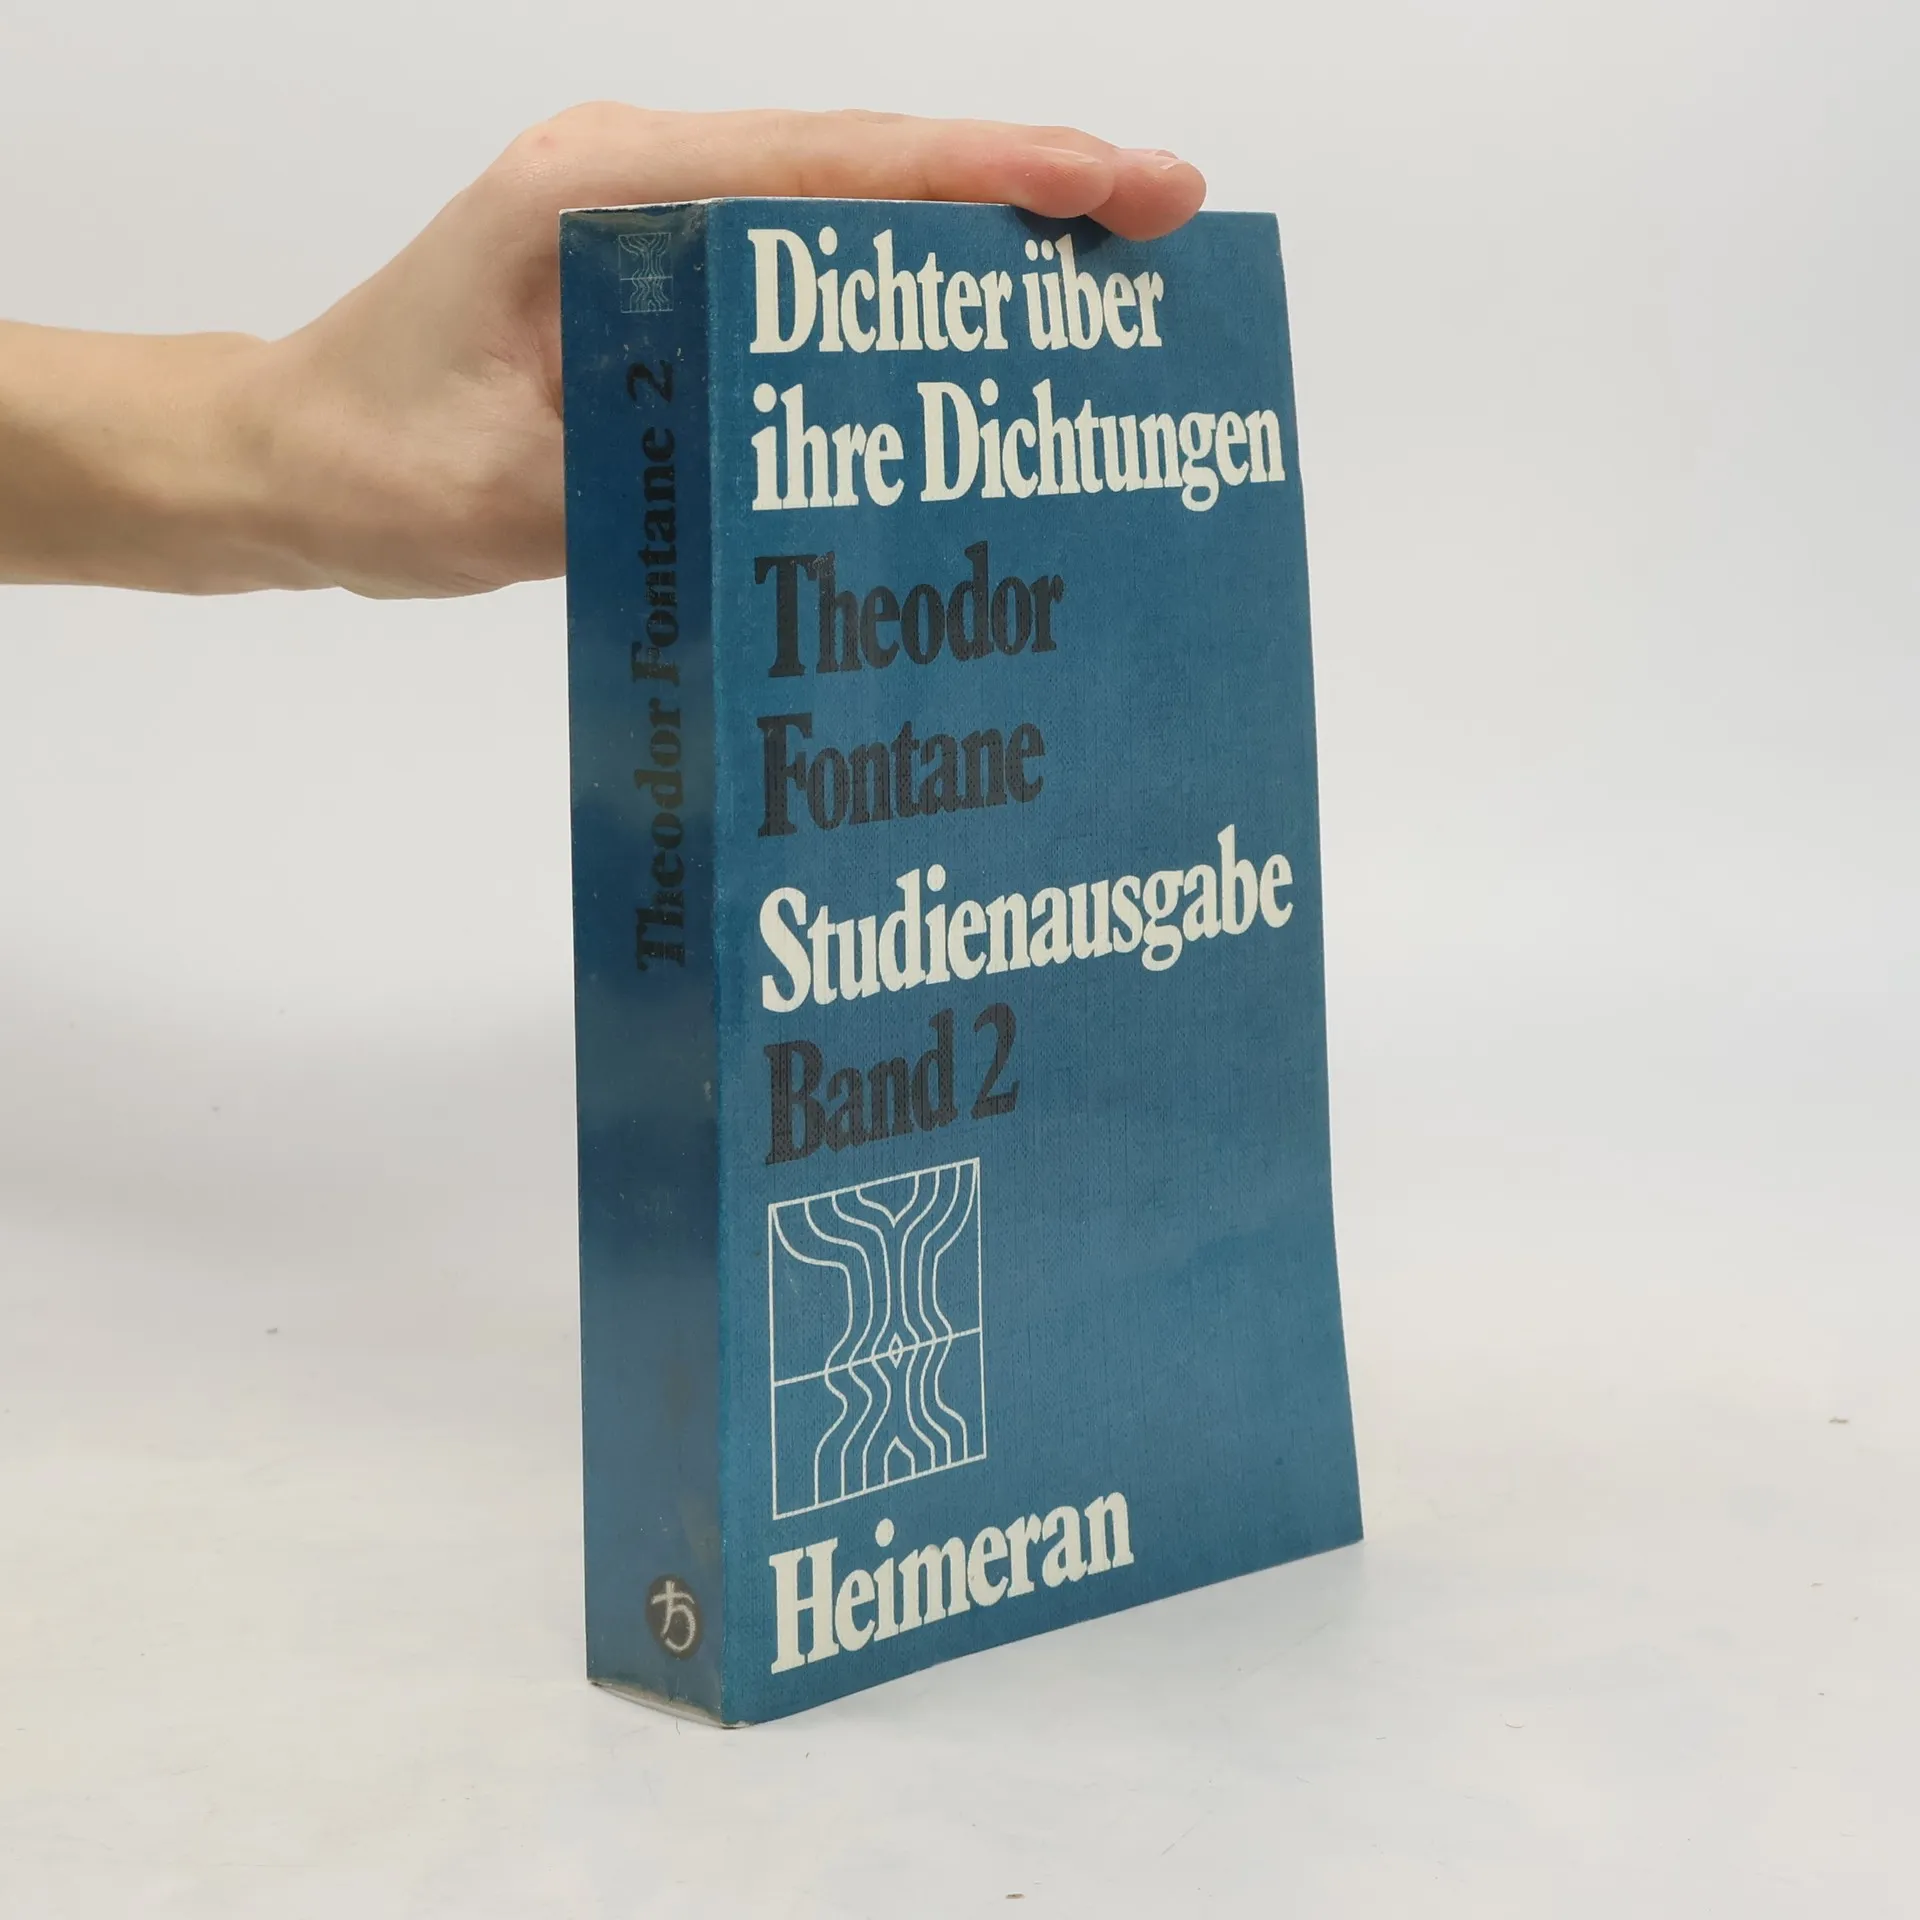 Theodor Fontane 2
Dichter über
ihre Dichtungen
Theodor
Fontane
Studienausgabe
Band 2
Heimeran